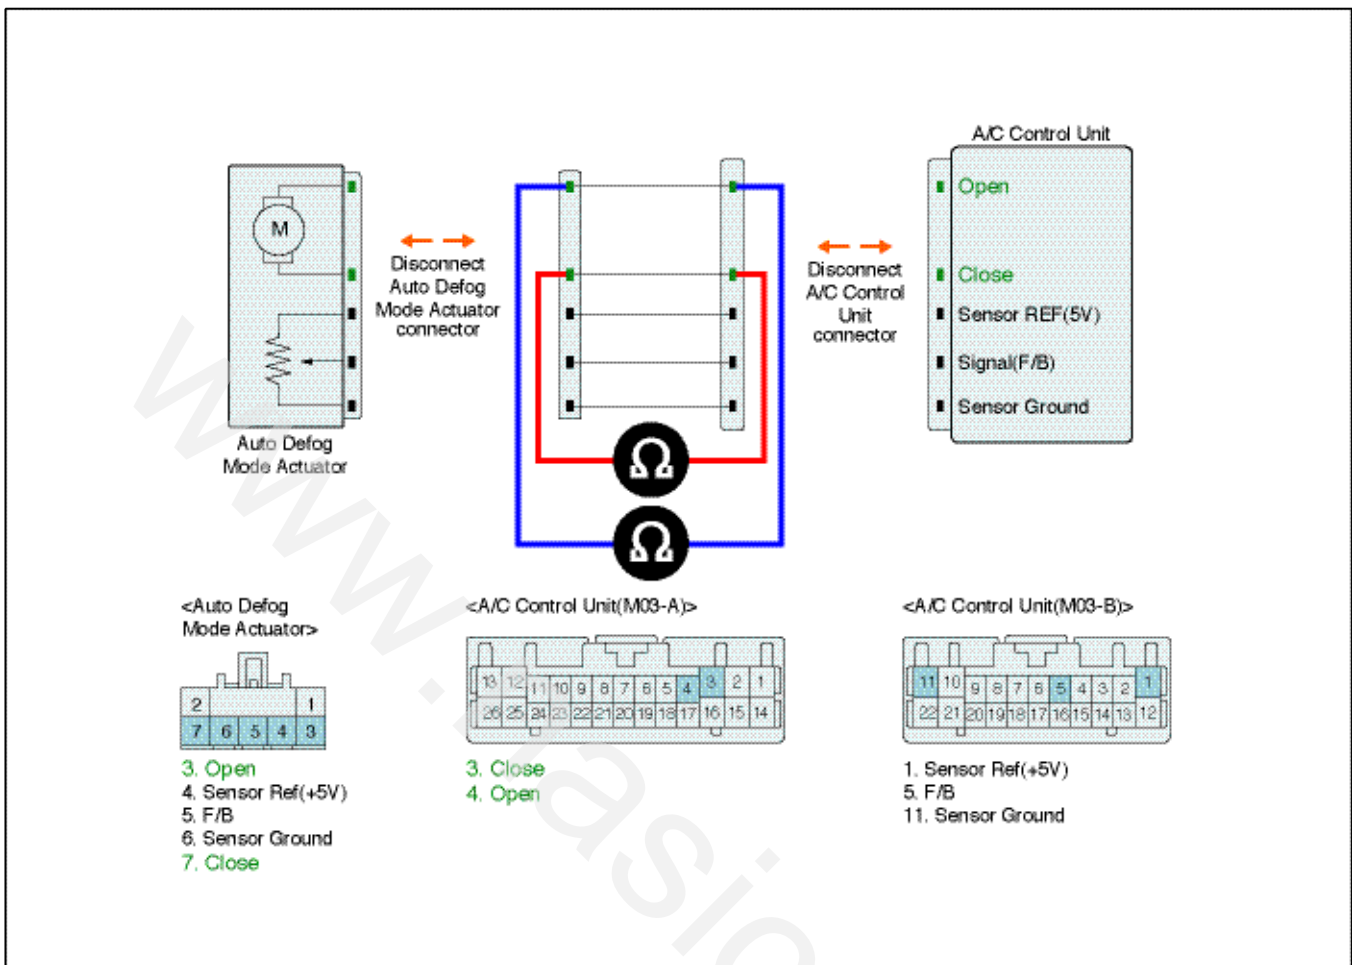 A/C Control Unit
Open
Close
Sensor REF(5V)
Signal(F/B)
Sensor Ground
M
Disconnect
Auto Defog
Mode Actuator
connector
Disconnect
A/C Control
Unit
connector
Auto Defog
Mode Actuator
Ω
Ω
<Auto Defog
Mode Actuator>
2 1
7 6 5 4 3
3. Open
4. Sensor Ref(+5V)
5. F/B
6. Sensor Ground
7. Close
<A/C Control Unit(M03-A)>
13 12 11 10 9 8 7 6 5 4 3 2 1
26 25 24 23 22 21 20 19 18 17 16 15 14
3. Close
4. Open
<A/C Control Unit(M03-B)>
11 10 9 8 7 6 5 4 3 2 1
22 21 20 19 18 17 16 15 14 13 12
1. Sensor Ref(+5V)
5. F/B
11. Sensor Ground